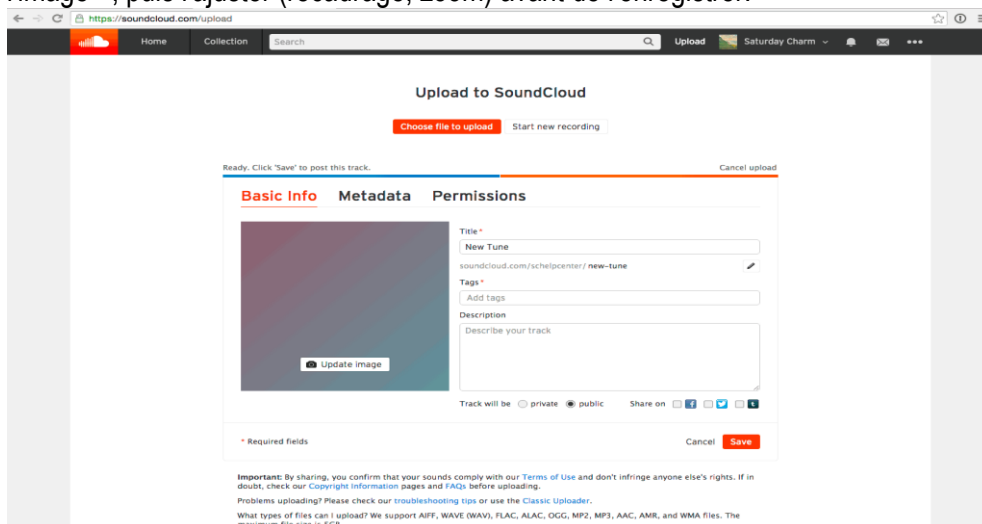 l'image », puis l'ajuster (recadrage, zoom) avant de l'enregistrer.
https://soundcloud.com/upload
Home Collection Search Upload Saturday Charm
Upload to SoundCloud
Choose file to upload Start new recording
Ready. Click 'Save' to post this track. Cancel upload
Basic Info Metadata Permissions
Title *
New Tune
soundcloud.com/schelpcenter/ new-tune
Tags *
Add tags
Description
Describe your track
Update image
Track will be private public Share on
* Required fields Cancel Save
Important: By sharing, you confirm that your sounds comply with our Terms of Use and don't infringe anyone else's rights. If in
doubt, check our Copyright Information pages and FAQs before uploading.
Problems uploading? Please check our troubleshooting tips or use the Classic Uploader.
What types of files can I upload? We support AIFF, WAVE (WAV), FLAC, ALAC, OGG, MP2, MP3, AAC, AMR, and WMA files. The
maximum file size is 5GB.